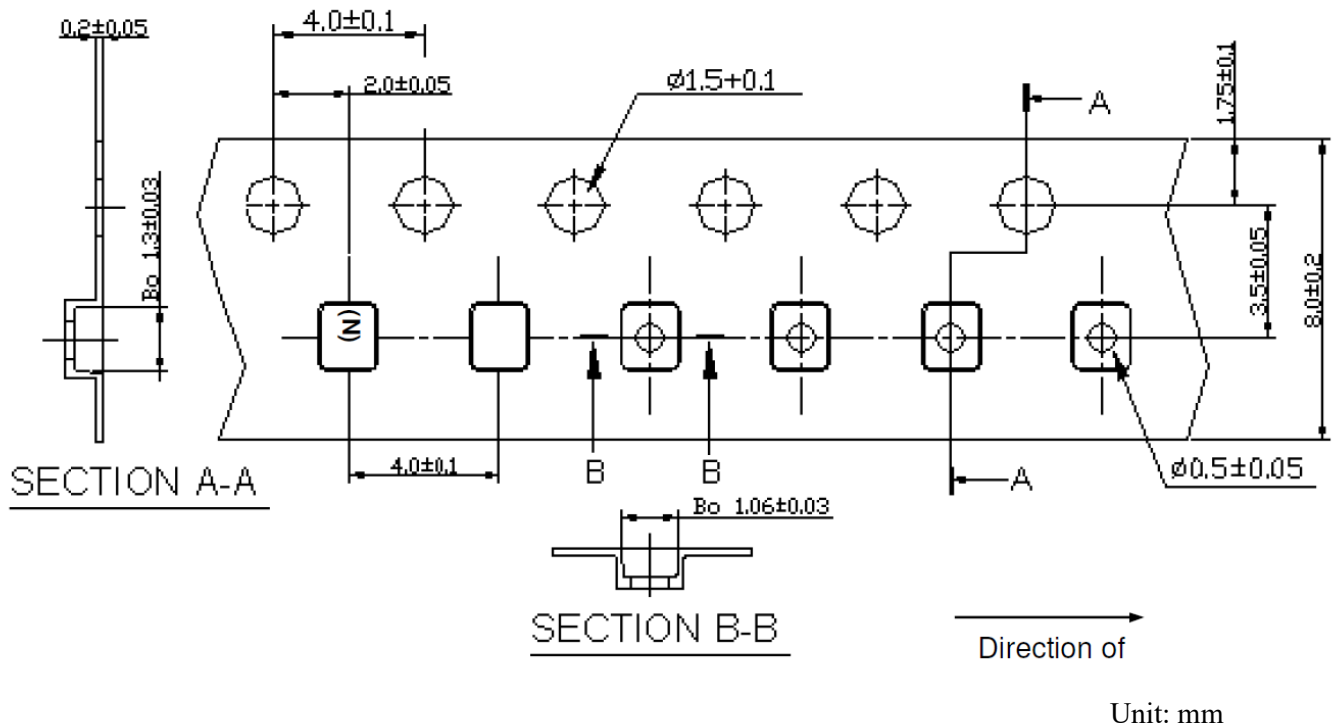 0.2±0.05
4.0±0.1
2.0±0.05
Ø1.5+0.1
A
1.75±0.1
Bo 1.3±0.03
3.5±0.05
8.0±0.2
(N)
4.0±0.1
B
B
A
Ø0.5±0.05
SECTION A-A
Bo 1.06±0.03
SECTION B-B
Direction of
Unit: mm